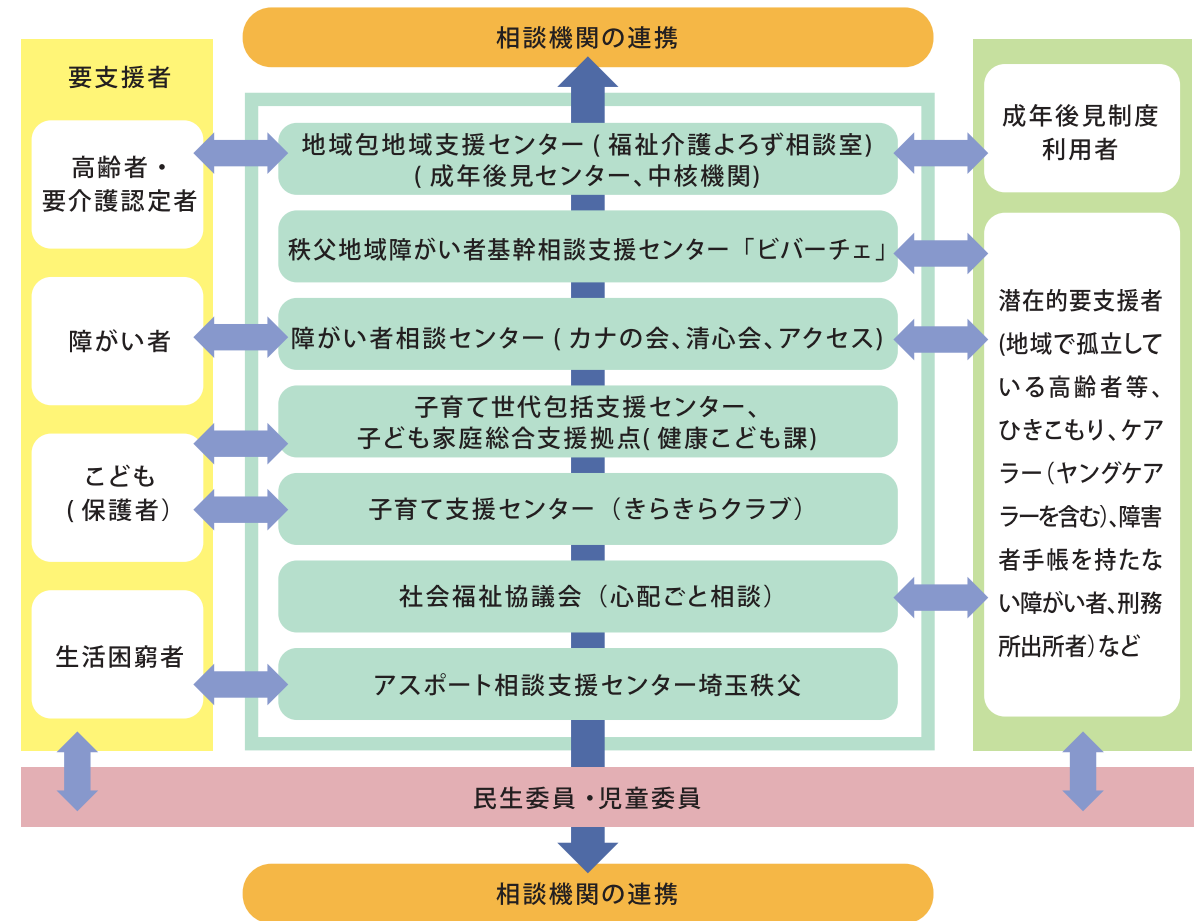 相談機関の連携
要支援者
高齢者・
要介護認定者
障がい者
こども
(保護者)
生活困窮者
地域包地域支援センター(福祉介護よろず相談室)
(成年後見センター、中核機関)
秩父地域障がい者基幹相談支援センター「ビバーチェ」
障がい者相談センター(カナの会、清心会、アクセス)
子育て世代包括支援センター、
子ども家庭総合支援拠点(健康こども課)
子育て支援センター(きらきらクラブ)
社会福祉協議会(心配ごと相談)
アスポート相談支援センター埼玉秩父
成年後見制度
利用者
潜在的要支援者
(地域で孤立して
いる高齢者等、
ひきこもり、ケア
ラー(ヤングケア
ラーを含む)、障害
者手帳を持たな
い障がい者、刑務
所出所者)など
民生委員・児童委員
相談機関の連携